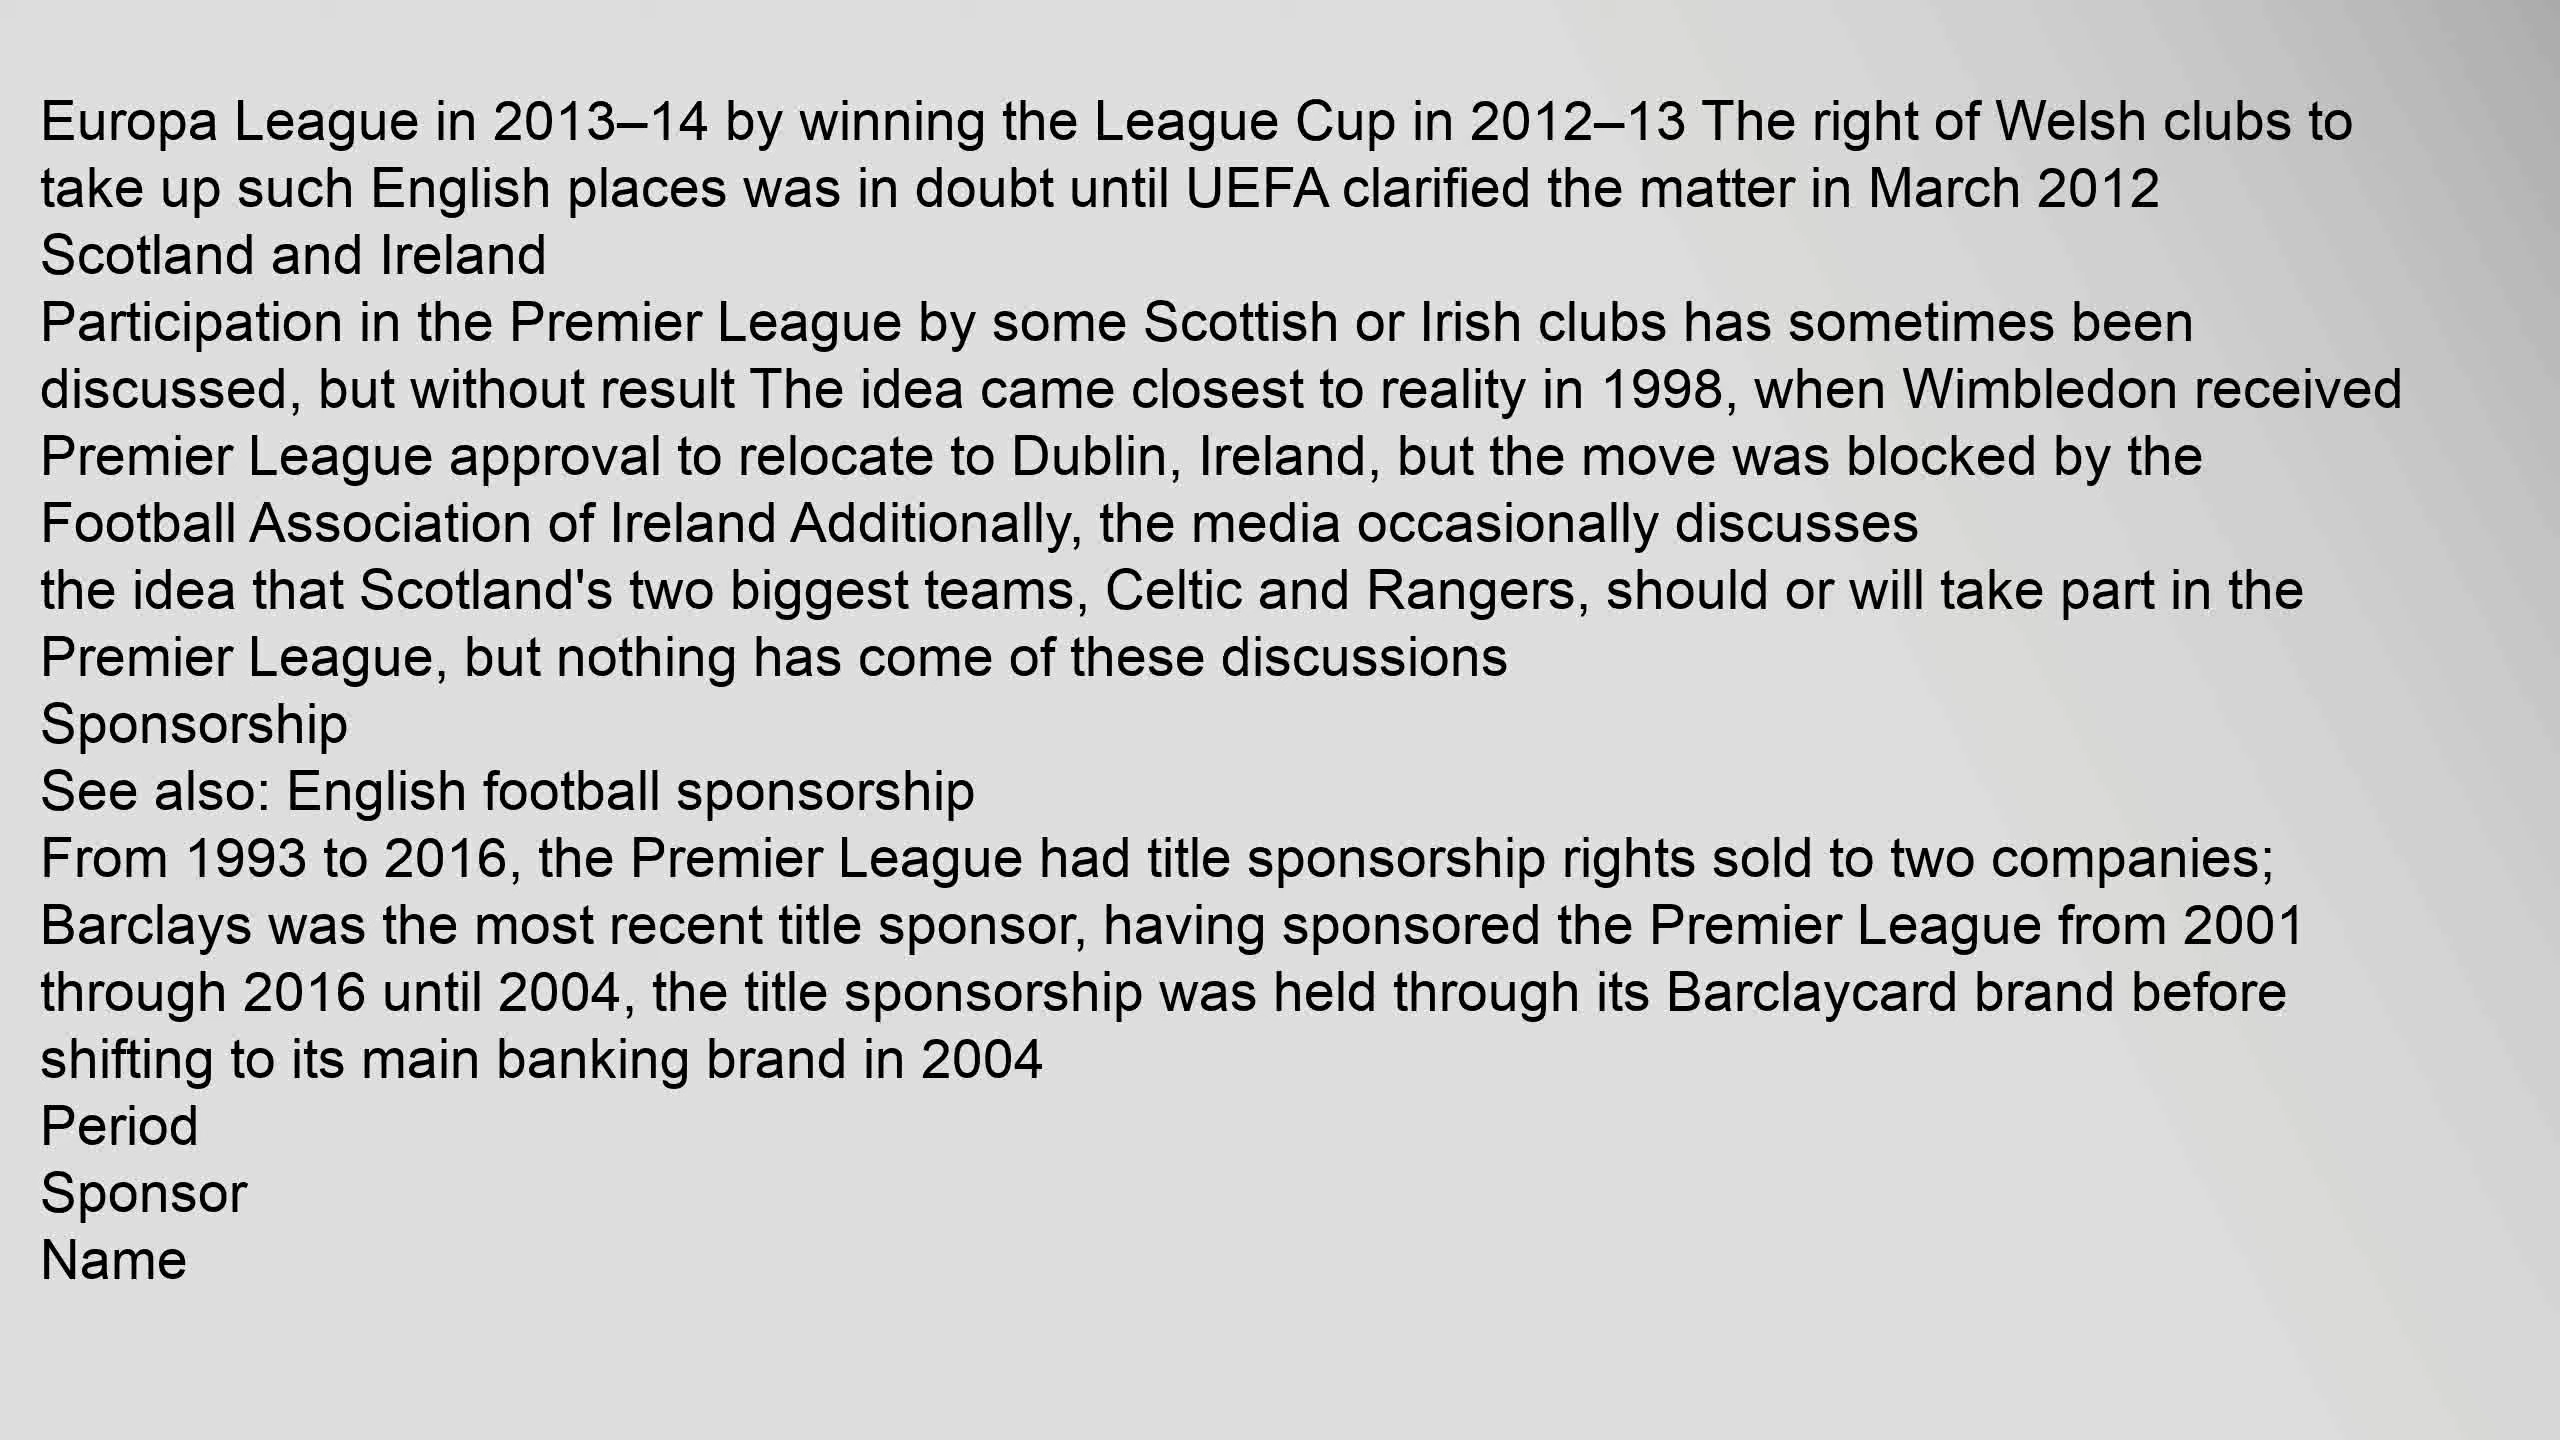 Europa League in 2013–14 by winning the League Cup in 2012–13 The right of Welsh clubs to
take up such English places was in doubt until UEFA clarified the matter in March 2012
Scotland and Ireland
Participation in the Premier League by some Scottish or Irish clubs has sometimes been
discussed, but without result The idea came closest to reality in 1998, when Wimbledon received
Premier League approval to relocate to Dublin, Ireland, but the move was blocked by the
Football Association of Ireland Additionally, the media occasionally discusses
the idea that Scotland's two biggest teams, Celtic and Rangers, should or will take part in the
Premier League, but nothing has come of these discussions
Sponsorship
See also: English football sponsorship
From 1993 to 2016, the Premier League had title sponsorship rights sold to two companies;
Barclays was the most recent title sponsor, having sponsored the Premier League from 2001
through 2016 until 2004, the title sponsorship was held through its Barclaycard brand before
shifting to its main banking brand in 2004
Period
Sponsor
Name